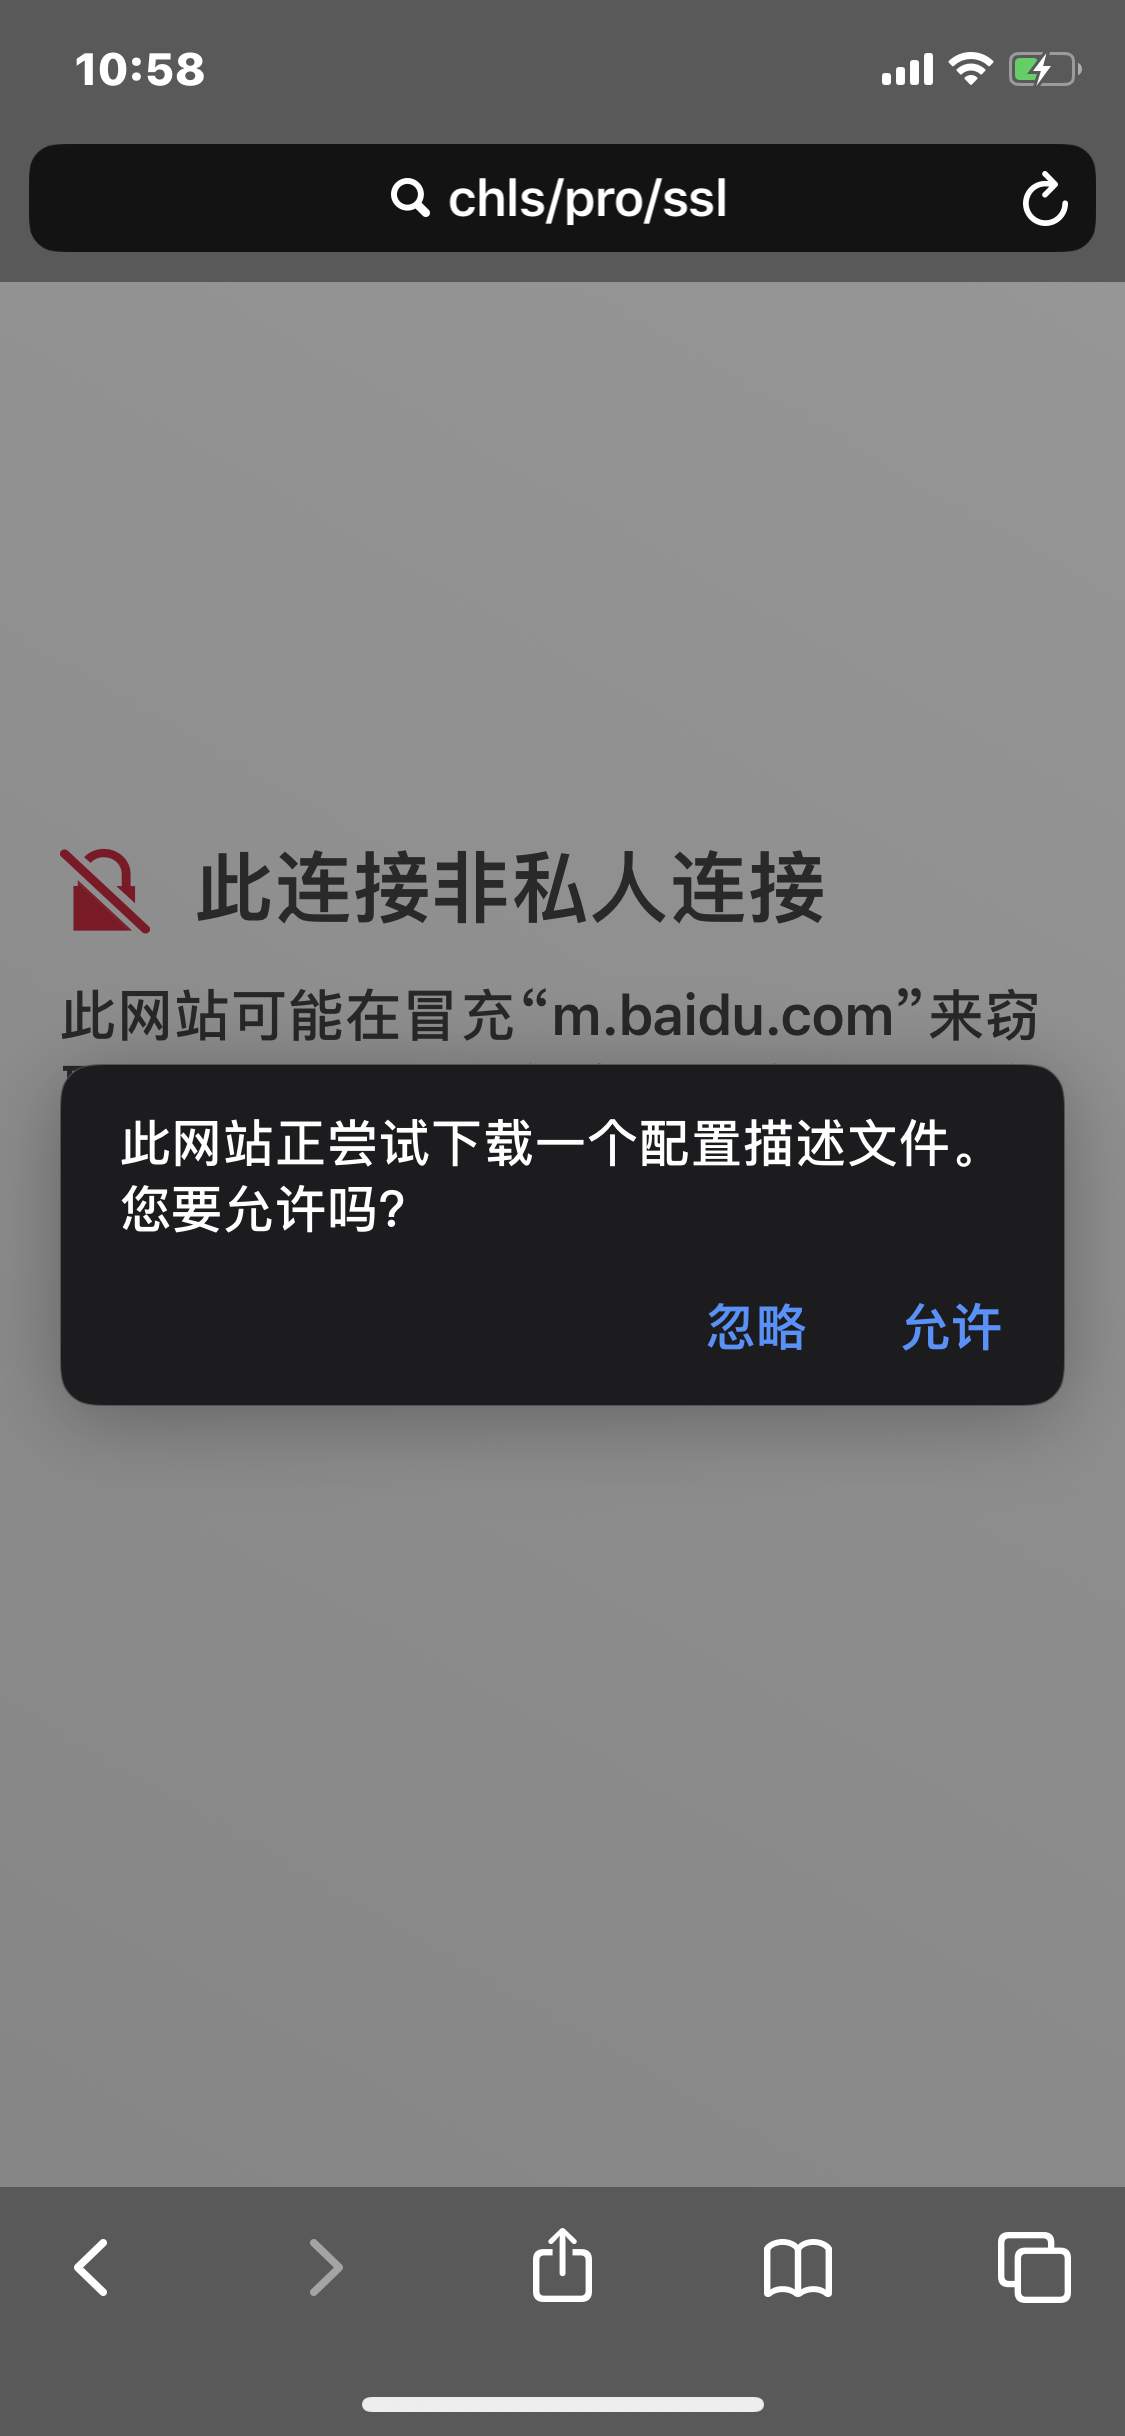 10:58
chls/pro/ssl
此连接非私人连接
此网站可能在冒充“m.baidu.com”来窃
此网站正尝试下载一个配置描述文件。
您要允许吗?
忽略 允许